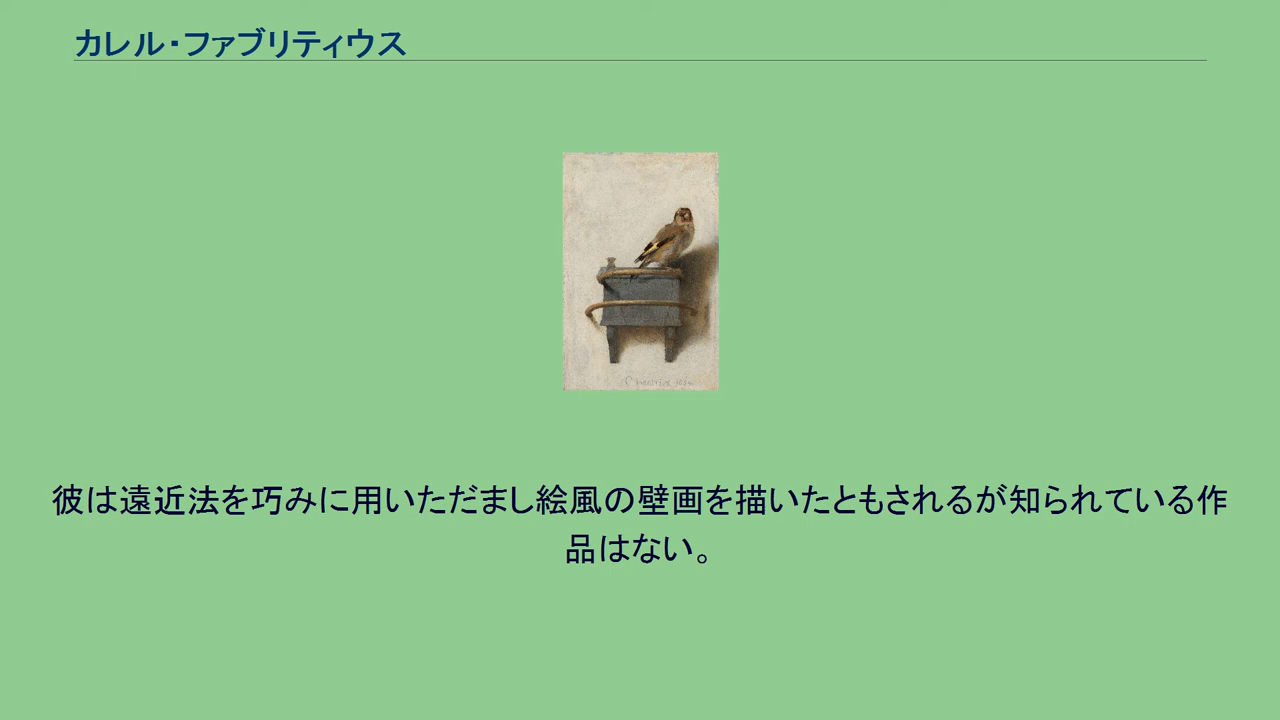 カレル・ファブリティウス
彼は遠近法を巧みに用いただまし絵風の壁画を描いたともされるが知られている作
品はない。